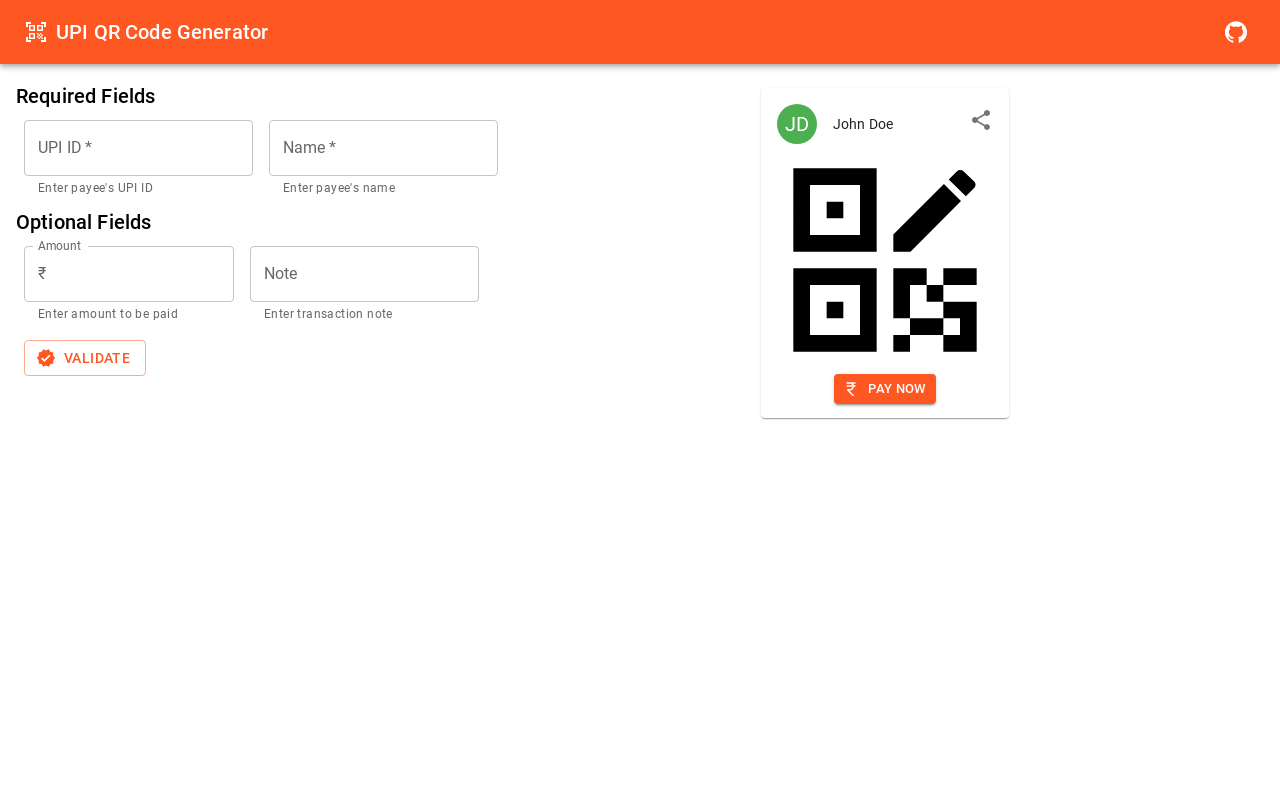 UPI QR Code Generator
Required Fields
UPI ID *
Name *
Enter payee's UPI ID
Enter payee's name
Optional Fields
Amount
₹
Note
Enter amount to be paid
Enter transaction note
VALIDATE
JD
John Doe
₹ PAY NOW